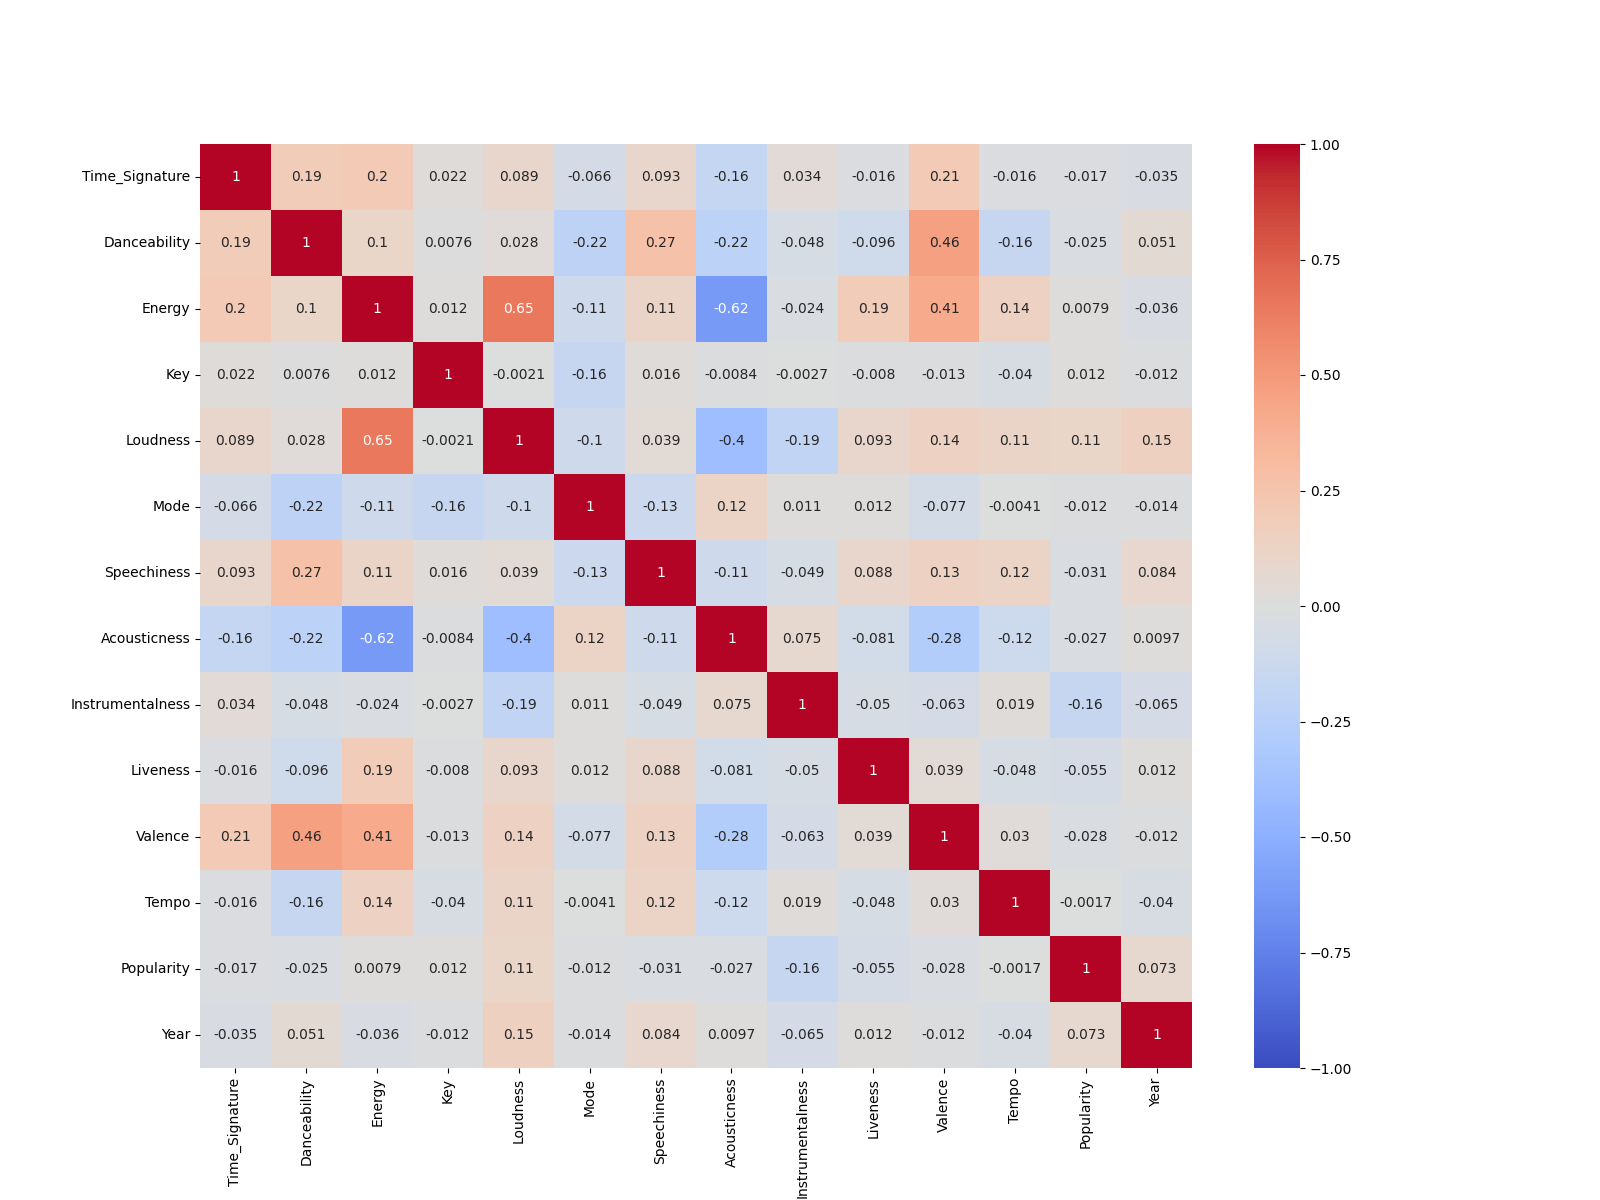 Time_Signature 1 0.19 0.2 0.022 0.089 -0.066 0.093 -0.16 0.034 -0.016 0.21 -0.016 -0.017 -0.035
Danceability 0.19 1 0.1 0.0076 0.028 -0.22 0.27 -0.22 -0.048 -0.096 0.46 -0.16 -0.025 0.051
Energy 0.2 0.1 1 0.012 0.65 -0.11 0.11 -0.62 -0.024 0.19 0.41 0.14 0.0079 -0.036
Key 0.022 0.0076 0.012 1 -0.0021 -0.16 0.016 -0.0084 -0.0027 -0.008 -0.013 -0.04 0.012 -0.012
Loudness 0.089 0.028 0.65 -0.0021 1 -0.1 0.039 -0.4 -0.19 0.093 0.14 0.11 0.11 0.15
Mode -0.066 -0.22 -0.11 -0.16 -0.1 1 -0.13 0.12 0.011 0.012 -0.077 -0.0041 -0.012 -0.014
Speechiness 0.093 0.27 0.11 0.016 0.039 -0.13 1 -0.11 -0.049 0.088 0.13 0.12 -0.031 0.084
Acousticness -0.16 -0.22 -0.62 -0.0084 -0.4 0.12 -0.11 1 0.075 -0.081 -0.28 -0.12 -0.027 0.0097
Instrumentalness 0.034 -0.048 -0.024 -0.0027 -0.19 0.011 -0.049 0.075 1 -0.05 -0.063 0.019 -0.16 -0.065
Liveness -0.016 -0.096 0.19 -0.008 0.093 0.012 0.088 -0.081 -0.05 1 0.039 -0.048 -0.055 0.012
Valence 0.21 0.46 0.41 -0.013 0.14 -0.077 0.13 -0.28 -0.063 0.039 1 0.03 -0.028 -0.012
Tempo -0.016 -0.16 0.14 -0.04 0.11 -0.0041 0.12 -0.12 0.019 -0.048 0.03 1 -0.0017 -0.04
Popularity -0.017 -0.025 0.0079 0.012 0.11 -0.012 -0.031 -0.027 -0.16 -0.055 -0.028 -0.0017 1 0.073
Year -0.035 0.051 -0.036 -0.012 0.15 -0.014 0.084 0.0097 -0.065 0.012 -0.012 -0.04 0.073 1
Time_Signature
Danceability
Energy
Key
Loudness
Mode
Speechiness
Acousticness
Instrumentalness
Liveness
Valence
Tempo
Popularity
Year
1.00
0.75
0.50
0.25
0.00
−0.25
−0.50
−0.75
−1.00